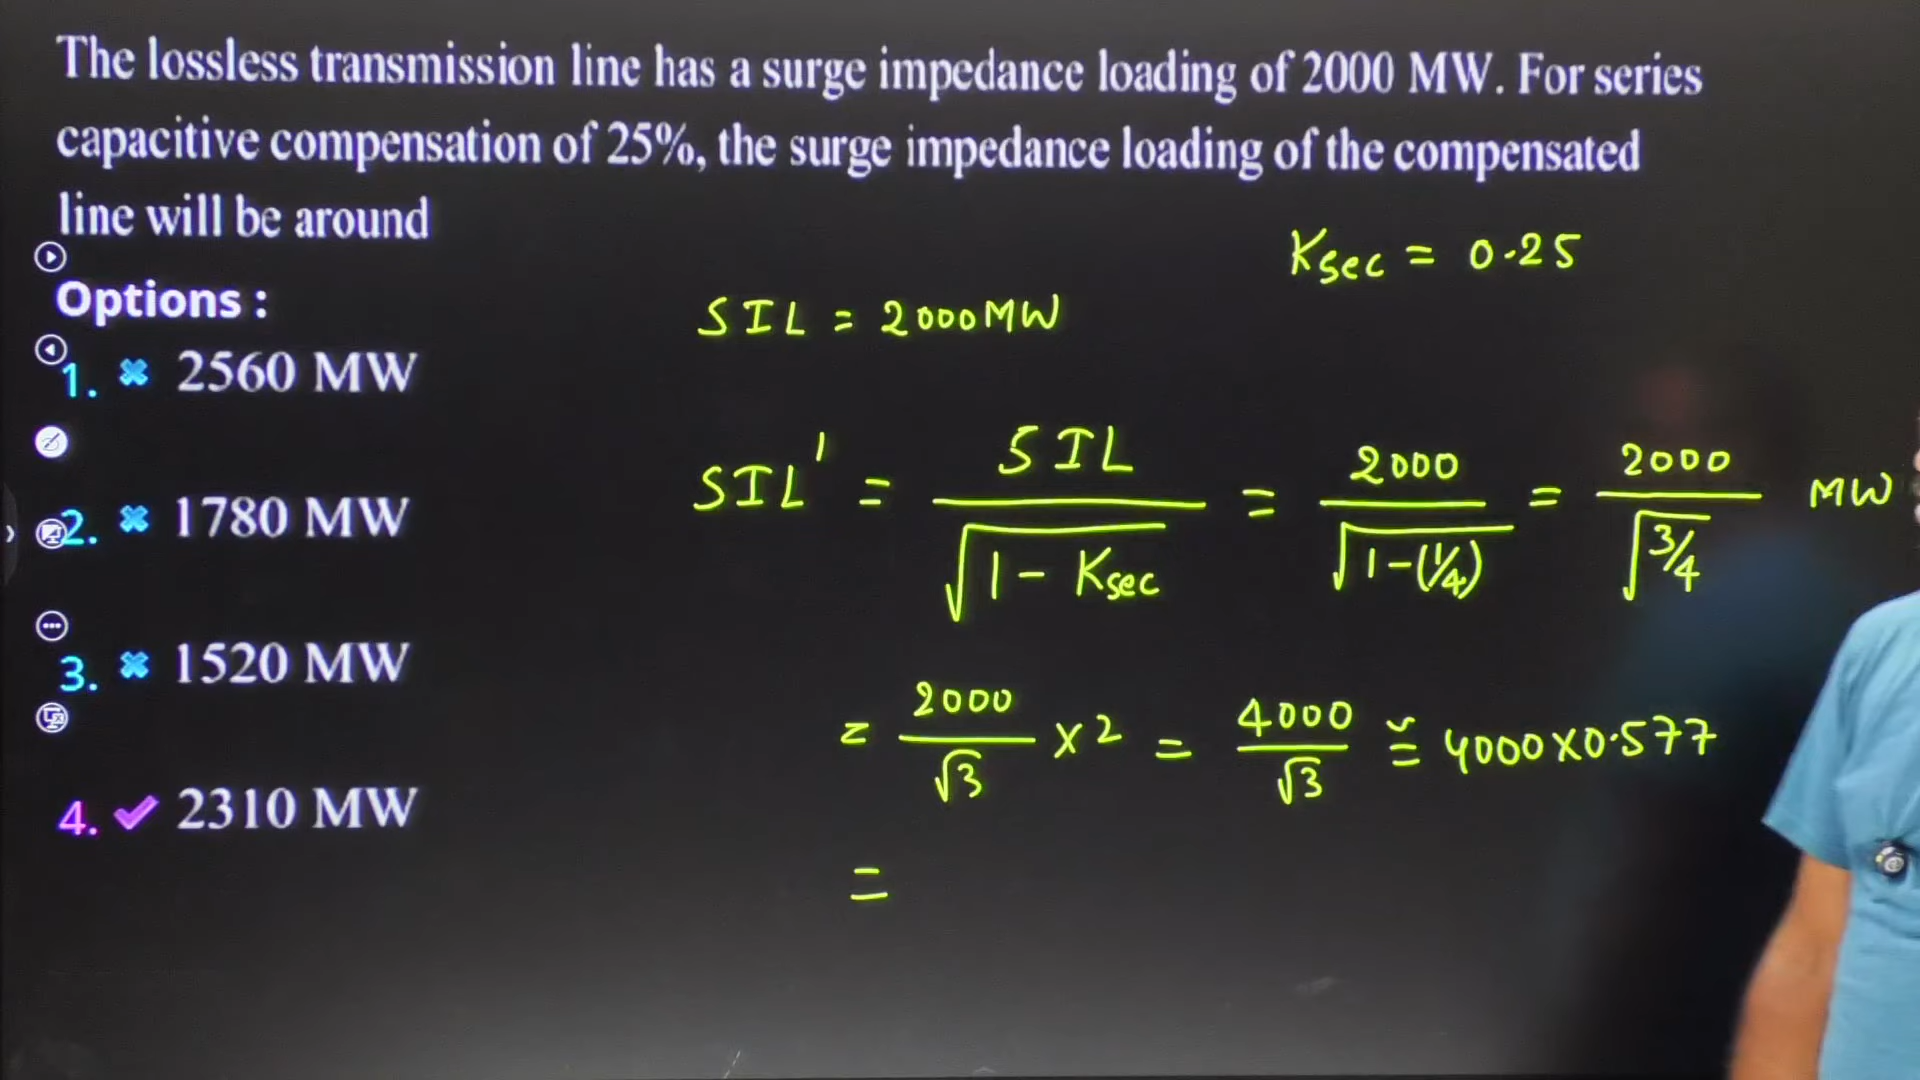 The lossless transmission line has a surge impedance loading of 2000 MW. For series
capacitive compensation of 25%, the surge impedance loading of the compensated
line will be around
Ksec = 0.25
Options :
SIL = 2000MW
1. 2560 MW
SIL' = SIL / √(1 - Ksec) = 2000 / √(1-(1/4)) = 2000 / √(3/4) MW
2. 1780 MW
3. 1520 MW
= 2000/√3 × 2 = 4000/√3 ≅ 4000×0.577
4. 2310 MW
=